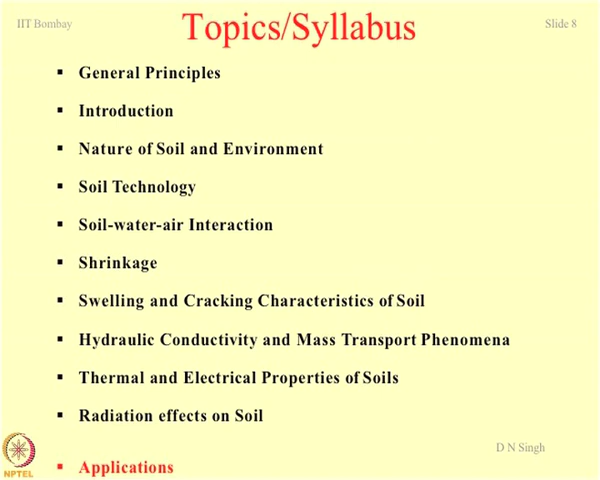 IIT Bombay
Topics/Syllabus
Slide 8
▪ General Principles
▪ Introduction
▪ Nature of Soil and Environment
▪ Soil Technology
▪ Soil-water-air Interaction
▪ Shrinkage
▪ Swelling and Cracking Characteristics of Soil
▪ Hydraulic Conductivity and Mass Transport Phenomena
▪ Thermal and Electrical Properties of Soils
▪ Radiation effects on Soil
D N Singh
▪ Applications
NPTEL